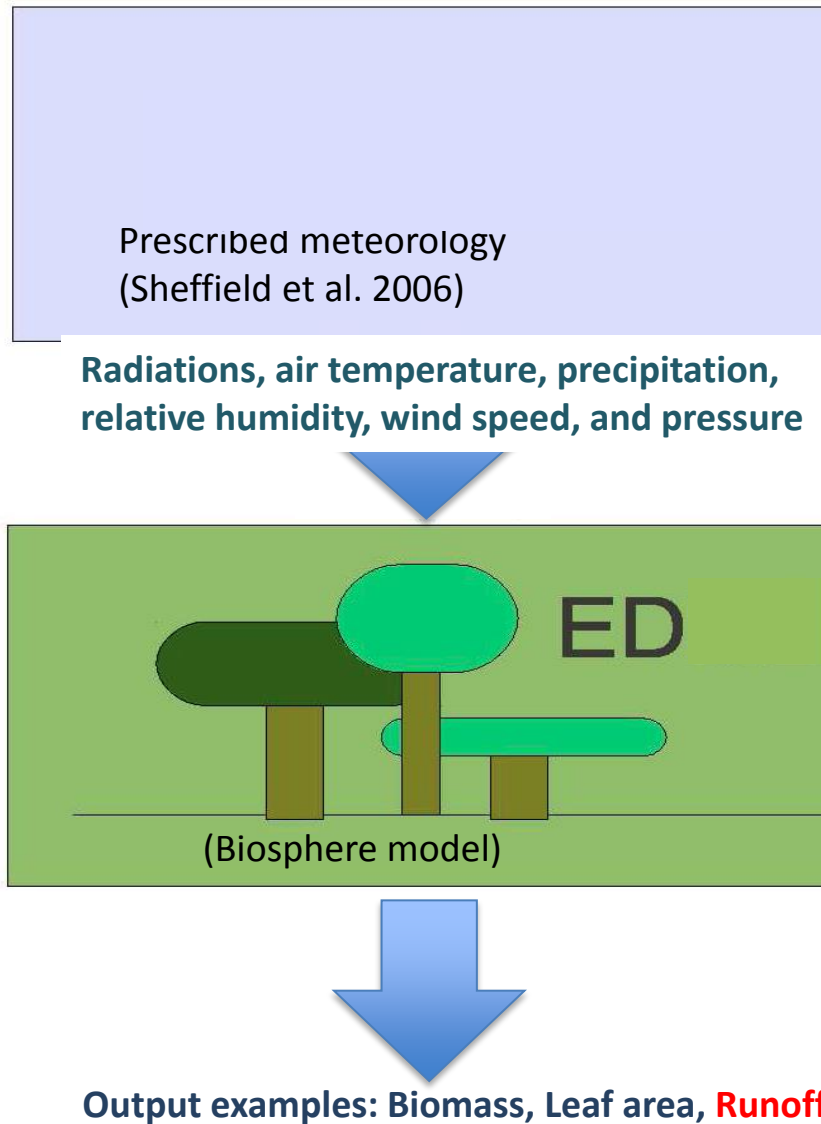 Prescribed meteorology
(Sheffield et al. 2006)
Radiations, air temperature, precipitation,
relative humidity, wind speed, and pressure
ED
(Biosphere model)
Output examples: Biomass, Leaf area, Runoff